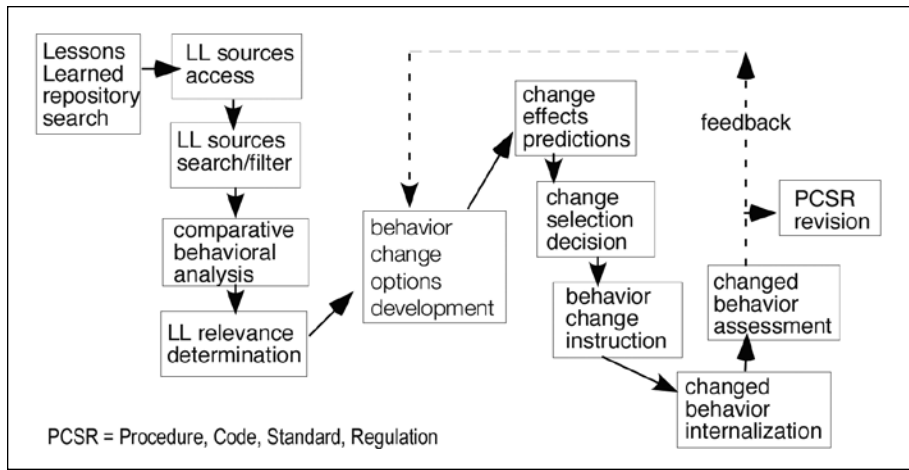 Lessons
Learned
repository
search
LL sources
access
LL sources
search/filter
comparative
behavioral
analysis
LL relevance
determination
behavior
change
options
development
change
effects
predictions
change
selection
decision
behavior
change
instruction
changed
behavior
internalization
changed
behavior
assessment
feedback
PCSR
revision
PCSR = Procedure, Code, Standard, Regulation